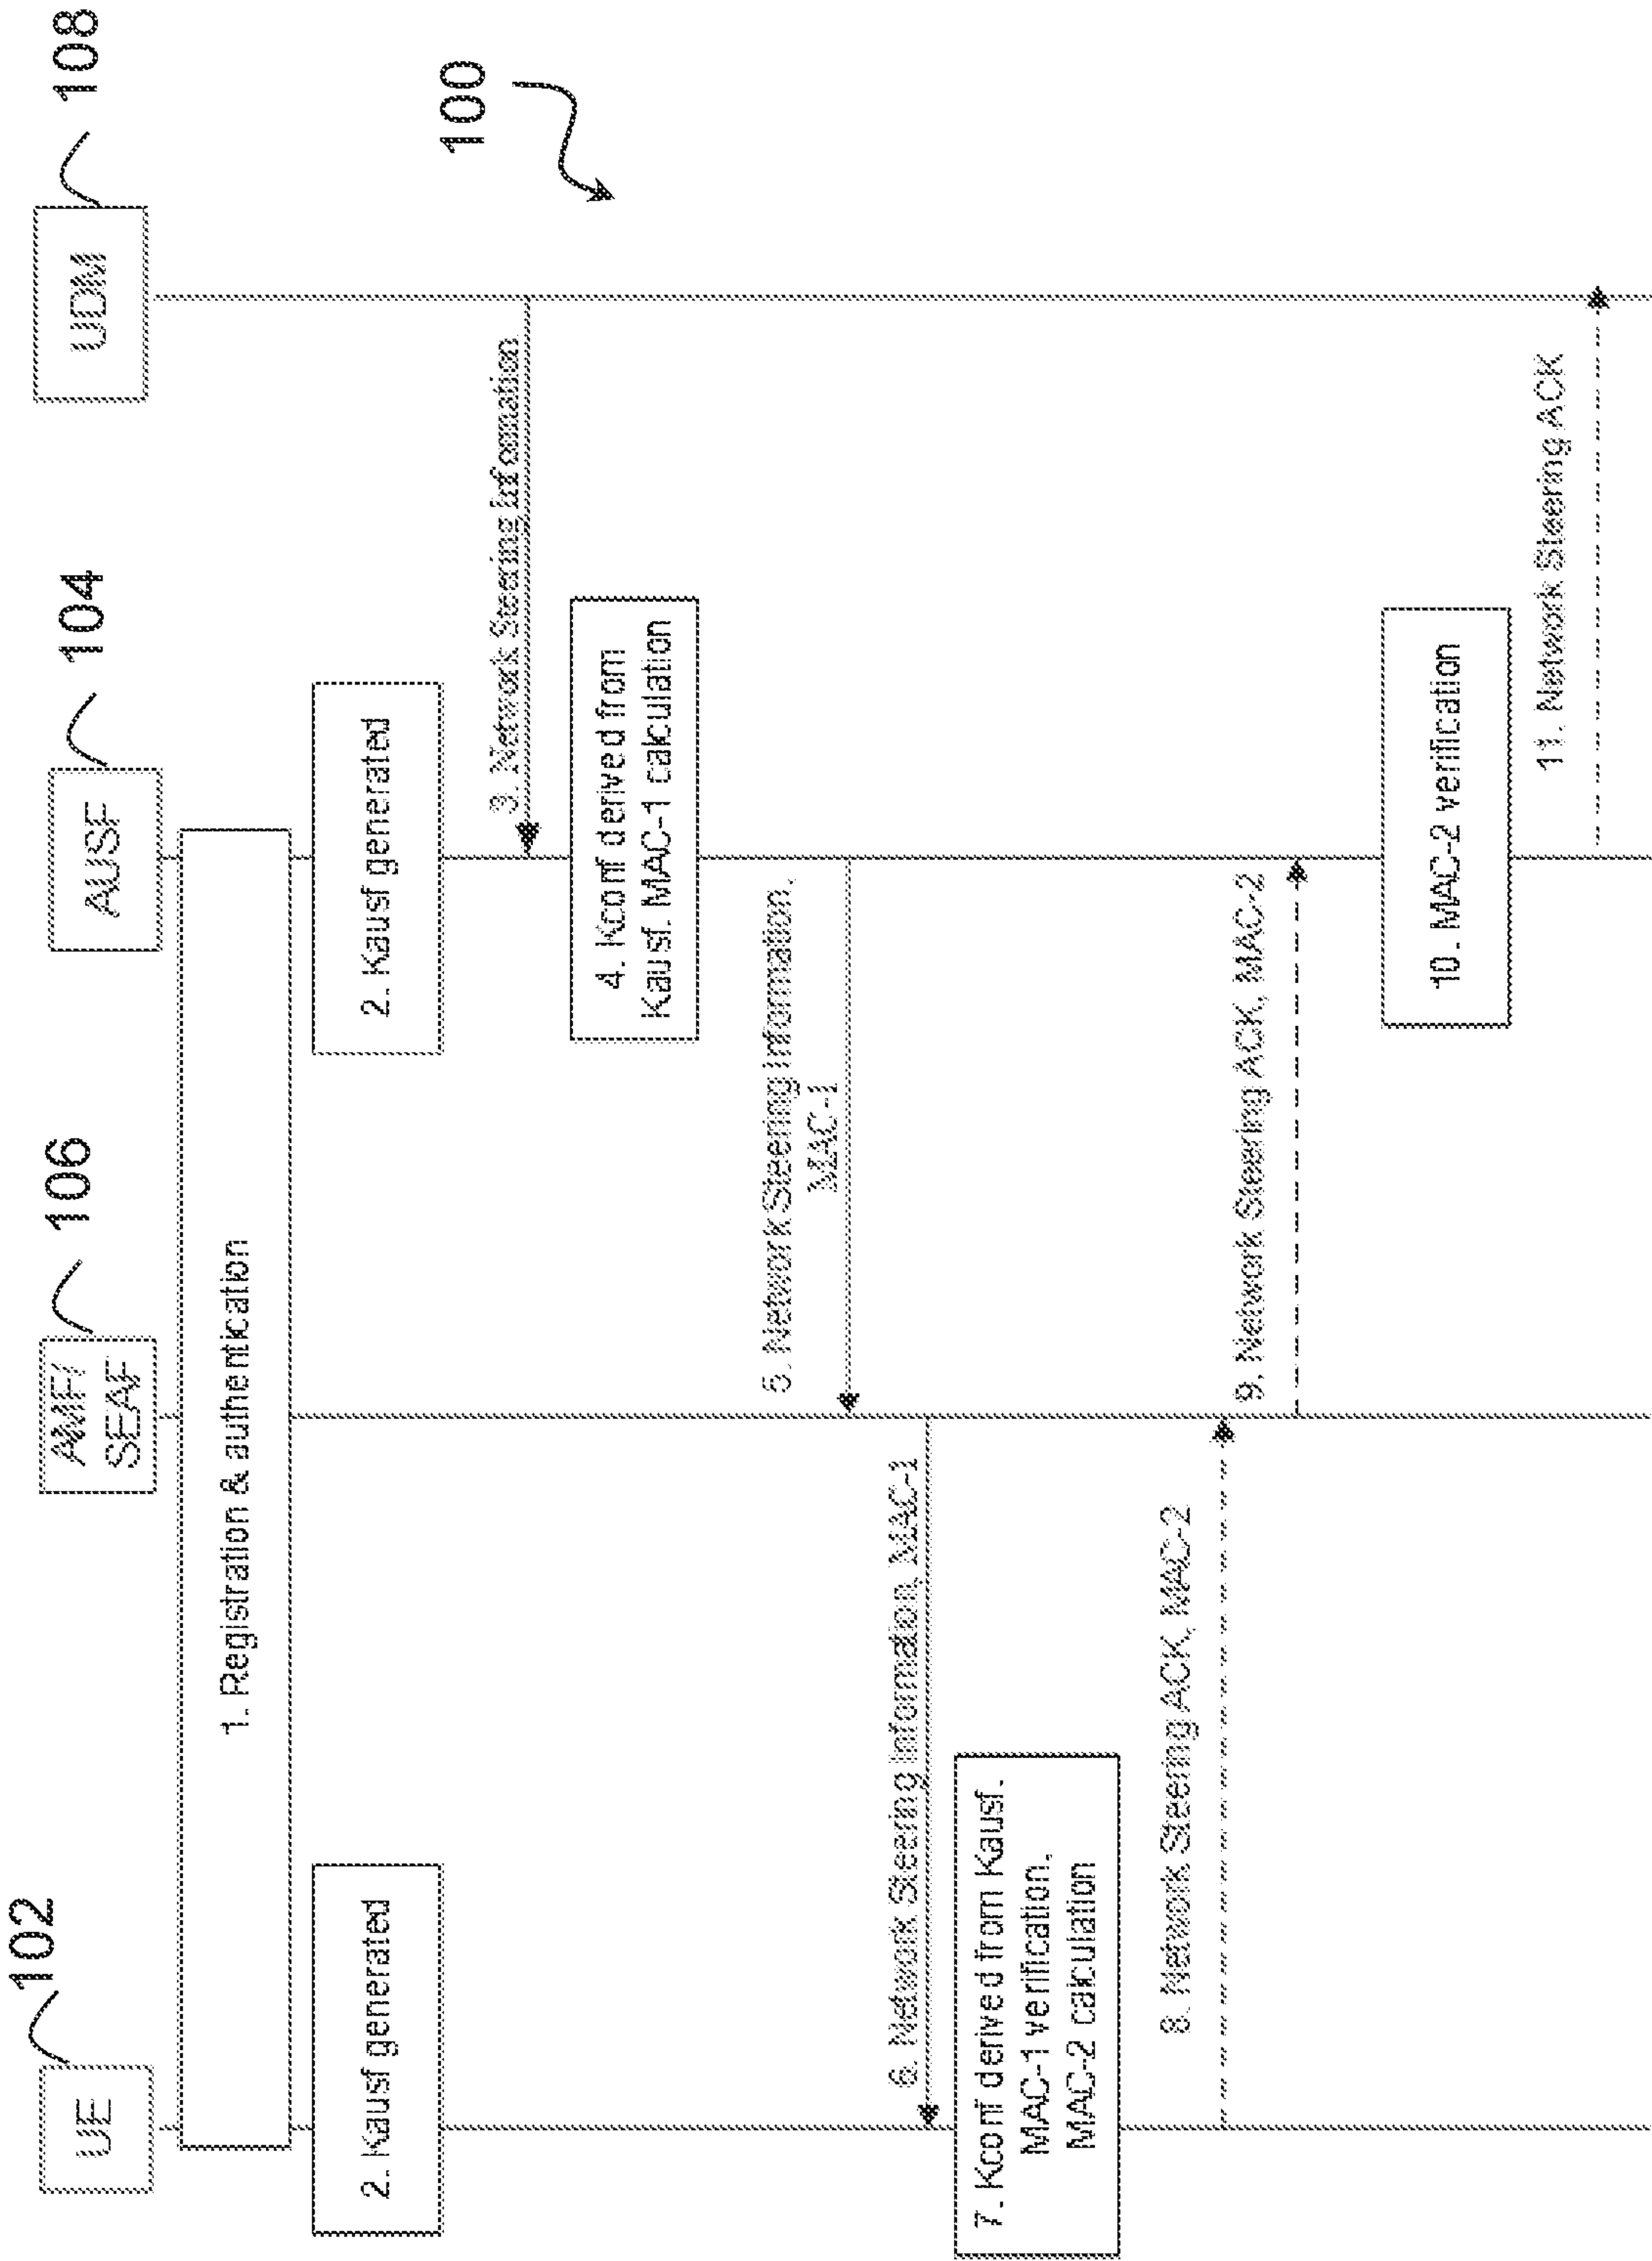 UE
102
AMF/
SEAF
106
AUSF
104
UDM
108
100
1. Registration & authentication
2. Kausf generated
2. Kausf generated
3. Network Steering Information
4. Kconf derived from
Kausf. MAC-1 calculation
5. Network Steering Information,
MAC-1
6. Network Steering Information, MAC-1
7. Kconf derived from Kausf.
MAC-1 verification.
MAC-2 calculation
8. Network Steering ACK, MAC-2
9. Network Steering ACK, MAC-2
10. MAC-2 verification
11. Network Steering ACK